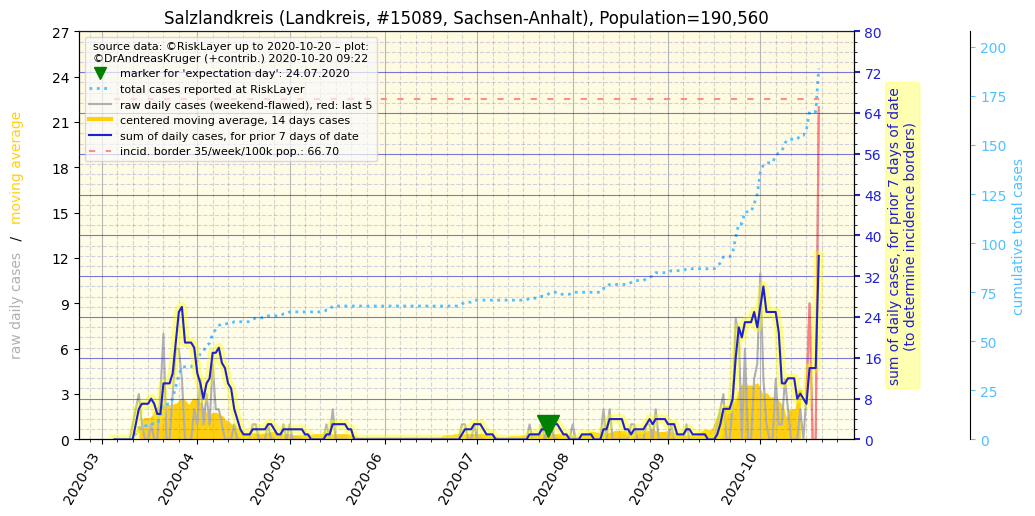 Salzlandkreis (Landkreis, #15089, Sachsen-Anhalt), Population=190,560
source data: ©RiskLayer up to 2020-10-20 – plot:
©DrAndreasKruger (+contrib.) 2020-10-20 09:22
marker for 'expectation day': 24.07.2020
total cases reported at RiskLayer
raw daily cases (weekend-flawed), red: last 5
centered moving average, 14 days cases
sum of daily cases, for prior 7 days of date
incid. border 35/week/100k pop.: 66.70
raw daily cases / moving average
27
24
21
18
15
12
9
6
3
0
80
72
64
56
48
40
32
24
16
8
0
sum of daily cases, for prior 7 days of date
(to determine incidence borders)
200
175
150
125
100
75
50
25
0
cumulative total cases
2020-03
2020-04
2020-05
2020-06
2020-07
2020-08
2020-09
2020-10